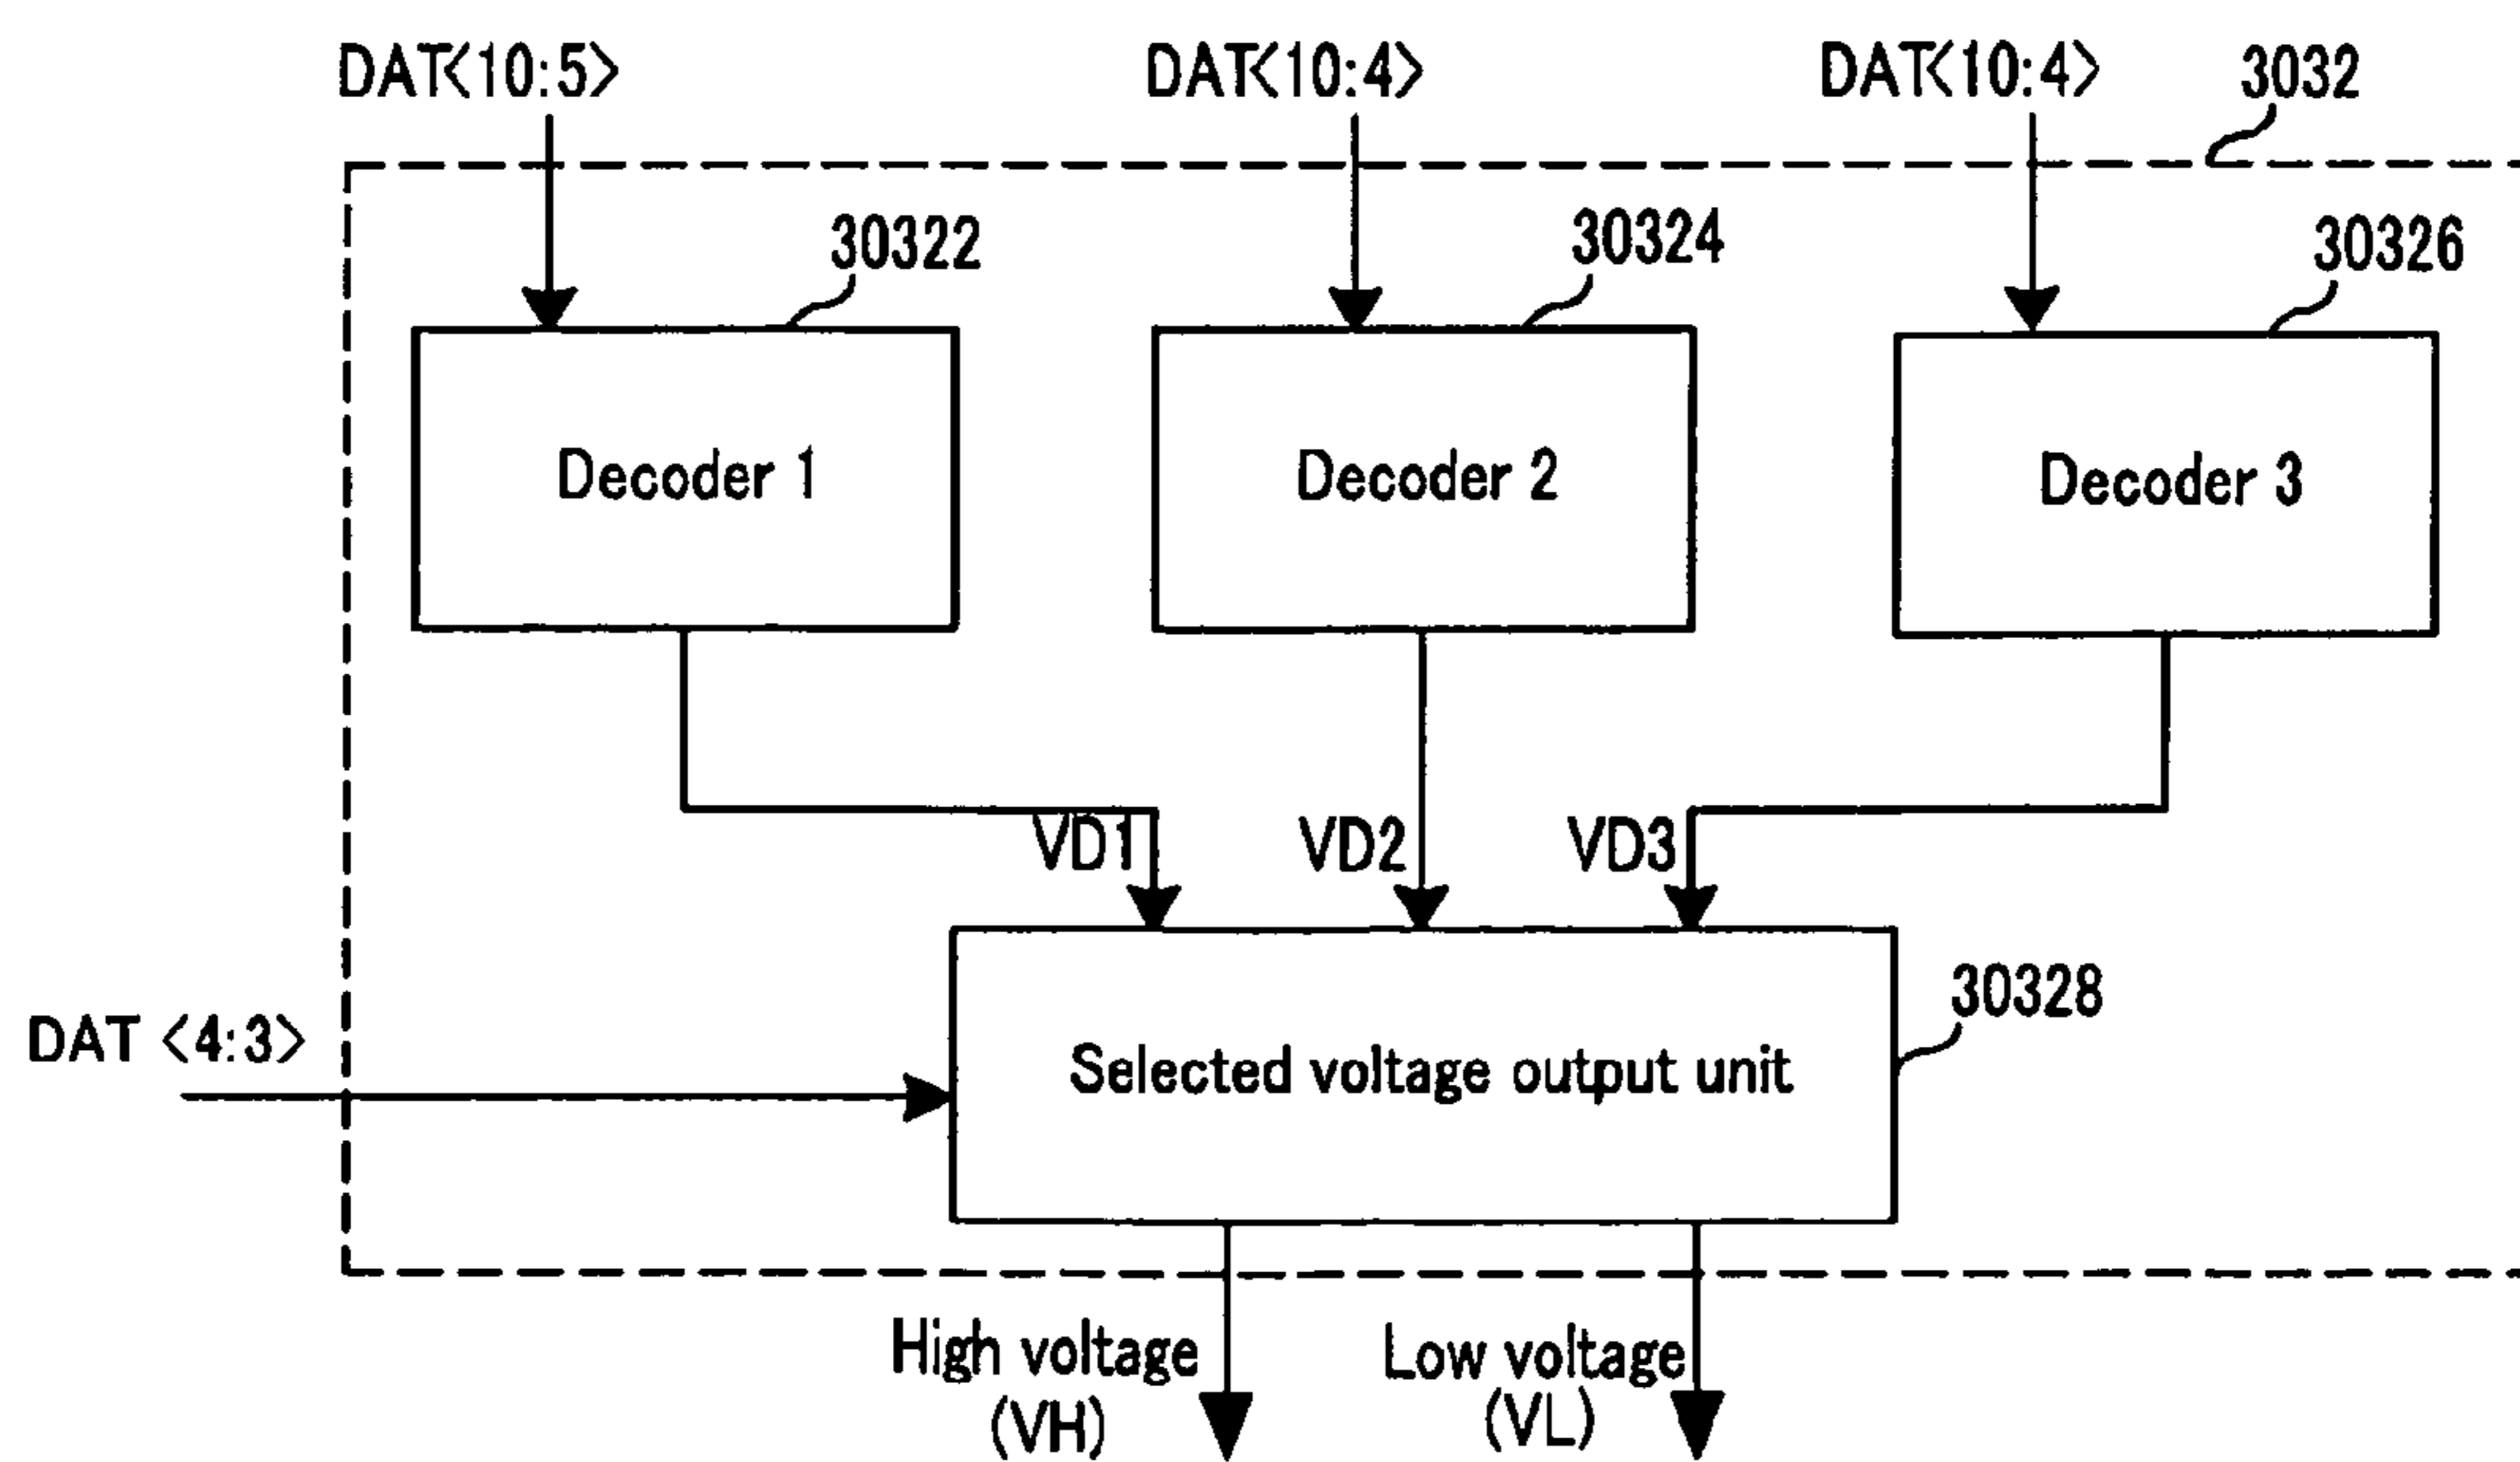 DAT<10:5>
DAT<10:4>
DAT<10:4>
3032
30322
30324
30326
Decoder 1
Decoder 2
Decoder 3
VD1
VD2
VD3
DAT <4:3>
30328
Selected voltage output unit
High voltage
(VH)
Low voltage
(VL)